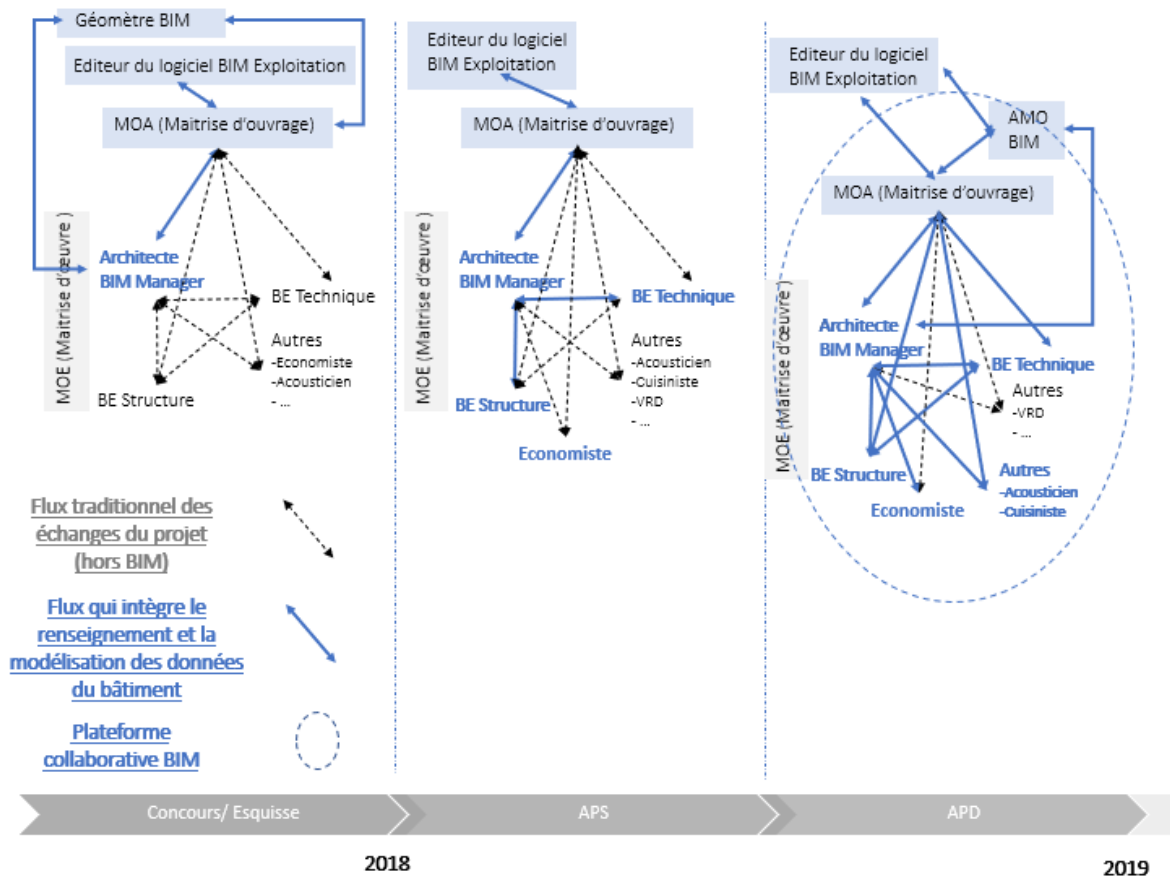 Géomètre BIM
Editeur du logiciel BIM Exploitation
MOA (Maitrise d'ouvrage)
MOE (Maitrise d'œuvre )
Architecte
BIM Manager
BE Technique
Autres
-Economiste
-Acousticien
- ...
BE Structure
Editeur du logiciel
BIM Exploitation
MOA (Maitrise d'ouvrage)
MOE (Maitrise d'œuvre )
Architecte
BIM Manager
BE Technique
Autres
-Acousticien
-Cuisiniste
-VRD
- ...
BE Structure
Economiste
Editeur du logiciel
BIM Exploitation
AMO
BIM
MOA (Maitrise d'ouvrage)
MOE (Maitrise d'œuvre )
Architecte
BIM Manager
BE Technique
Autres
-VRD
- ...
BE Structure
Autres
-Acousticien
-Cuisiniste
Economiste
Flux traditionnel des
échanges du projet
(hors BIM)
Flux qui intègre le
renseignement et la
modélisation des données
du bâtiment
Plateforme
collaborative BIM
Concours/ Esquisse
APS
APD
2018
2019